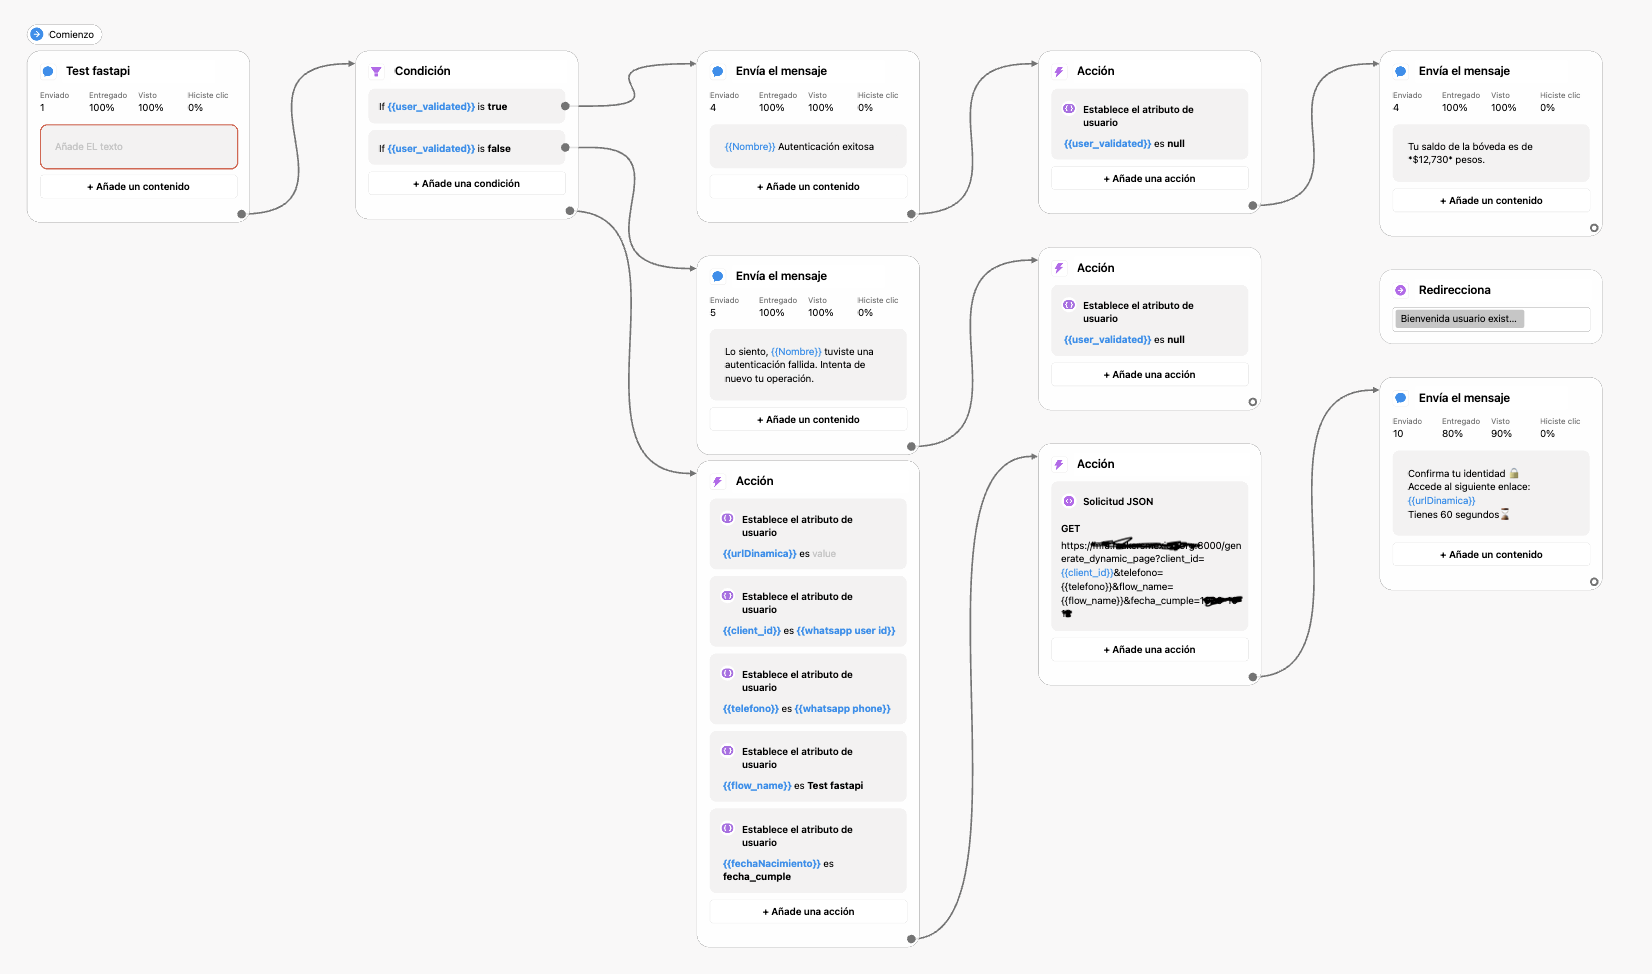 Comienzo
Test fastapi
Enviado Entregado Visto Hiciste clic
1 100% 100% 0%
Añade EL texto
+ Añade un contenido
Condición
If {{user_validated}} is true
If {{user_validated}} is false
+ Añade una condición
Envía el mensaje
Enviado Entregado Visto Hiciste clic
4 100% 100% 0%
{{Nombre}} Autenticación exitosa
+ Añade un contenido
Acción
Establece el atributo de
usuario
{{user_validated}} es null
+ Añade una acción
Envía el mensaje
Enviado Entregado Visto Hiciste clic
4 100% 100% 0%
Tu saldo de la bóveda es de
*$12,730* pesos.
+ Añade un contenido
Envía el mensaje
Enviado Entregado Visto Hiciste clic
5 100% 100% 0%
Lo siento, {{Nombre}} tuviste una
autenticación fallida. Intenta de
nuevo tu operación.
+ Añade un contenido
Acción
Establece el atributo de
usuario
{{user_validated}} es null
+ Añade una acción
Redirecciona
Bienvenida usuario exist...
Acción
Establece el atributo de
usuario
{{urlDinamica}} es value
Establece el atributo de
usuario
{{client_id}} es {{whatsapp user id}}
Establece el atributo de
usuario
{{telefono}} es {{whatsapp phone}}
Establece el atributo de
usuario
{{flow_name}} es Test fastapi
Establece el atributo de
usuario
{{fechaNacimiento}} es
fecha_cumple
+ Añade una acción
Acción
Solicitud JSON
GET
https:// :8000/gen
erate_dynamic_page?client_id=
{{client_id}}&telefono=
{{telefono}}&flow_name=
{{flow_name}}&fecha_cumple=
+ Añade una acción
Envía el mensaje
Enviado Entregado Visto Hiciste clic
10 80% 90% 0%
Confirma tu identidad 🔒
Accede al siguiente enlace:
{{urlDinamica}}
Tienes 60 segundos⌛
+ Añade un contenido